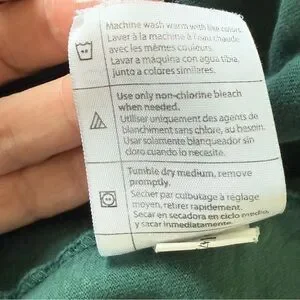 Machine wash warm with like colors.
Laver à la machine à l'eau chaude
avec les mêmes couleurs.
Lavar a máquina con agua tibia,
junto a colores similares.
Use only non-chlorine bleach
when needed.
Utiliser uniquement des agents de
blanchiment sans chlore, au besoin.
Usar solamente blanqueador sin
cloro cuando lo necesite.
Tumble dry medium, remove
promptly.
Sécher par culbutage à réglage
moyen, retirer rapidement.
Secar en secadora en ciclo medio,
y sacar inmediatamente.